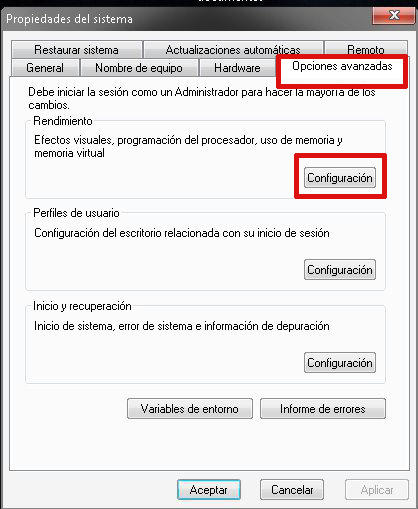 documentos
Propiedades del sistema
Restaurar sistema
Actualizaciones automáticas
Remoto
General
Nombre de equipo
Hardware
Opciones avanzadas
Debe iniciar la sesión como un Administrador para hacer la mayoría de los
cambios.
Rendimiento
Efectos visuales, programación del procesador, uso de memoria y
memoria virtual
Configuración
Perfiles de usuario
Configuración del escritorio relacionada con su inicio de sesión
Configuración
Inicio y recuperación
Inicio de sistema, error de sistema e información de depuración
Configuración
Variables de entorno
Informe de errores
Aceptar
Cancelar
Aplicar